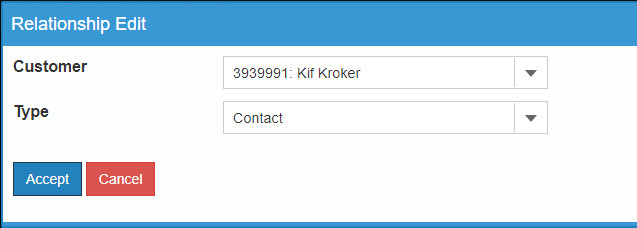 Relationship Edit
Customer 3939991: Kif Kroker
Type Contact
Accept Cancel